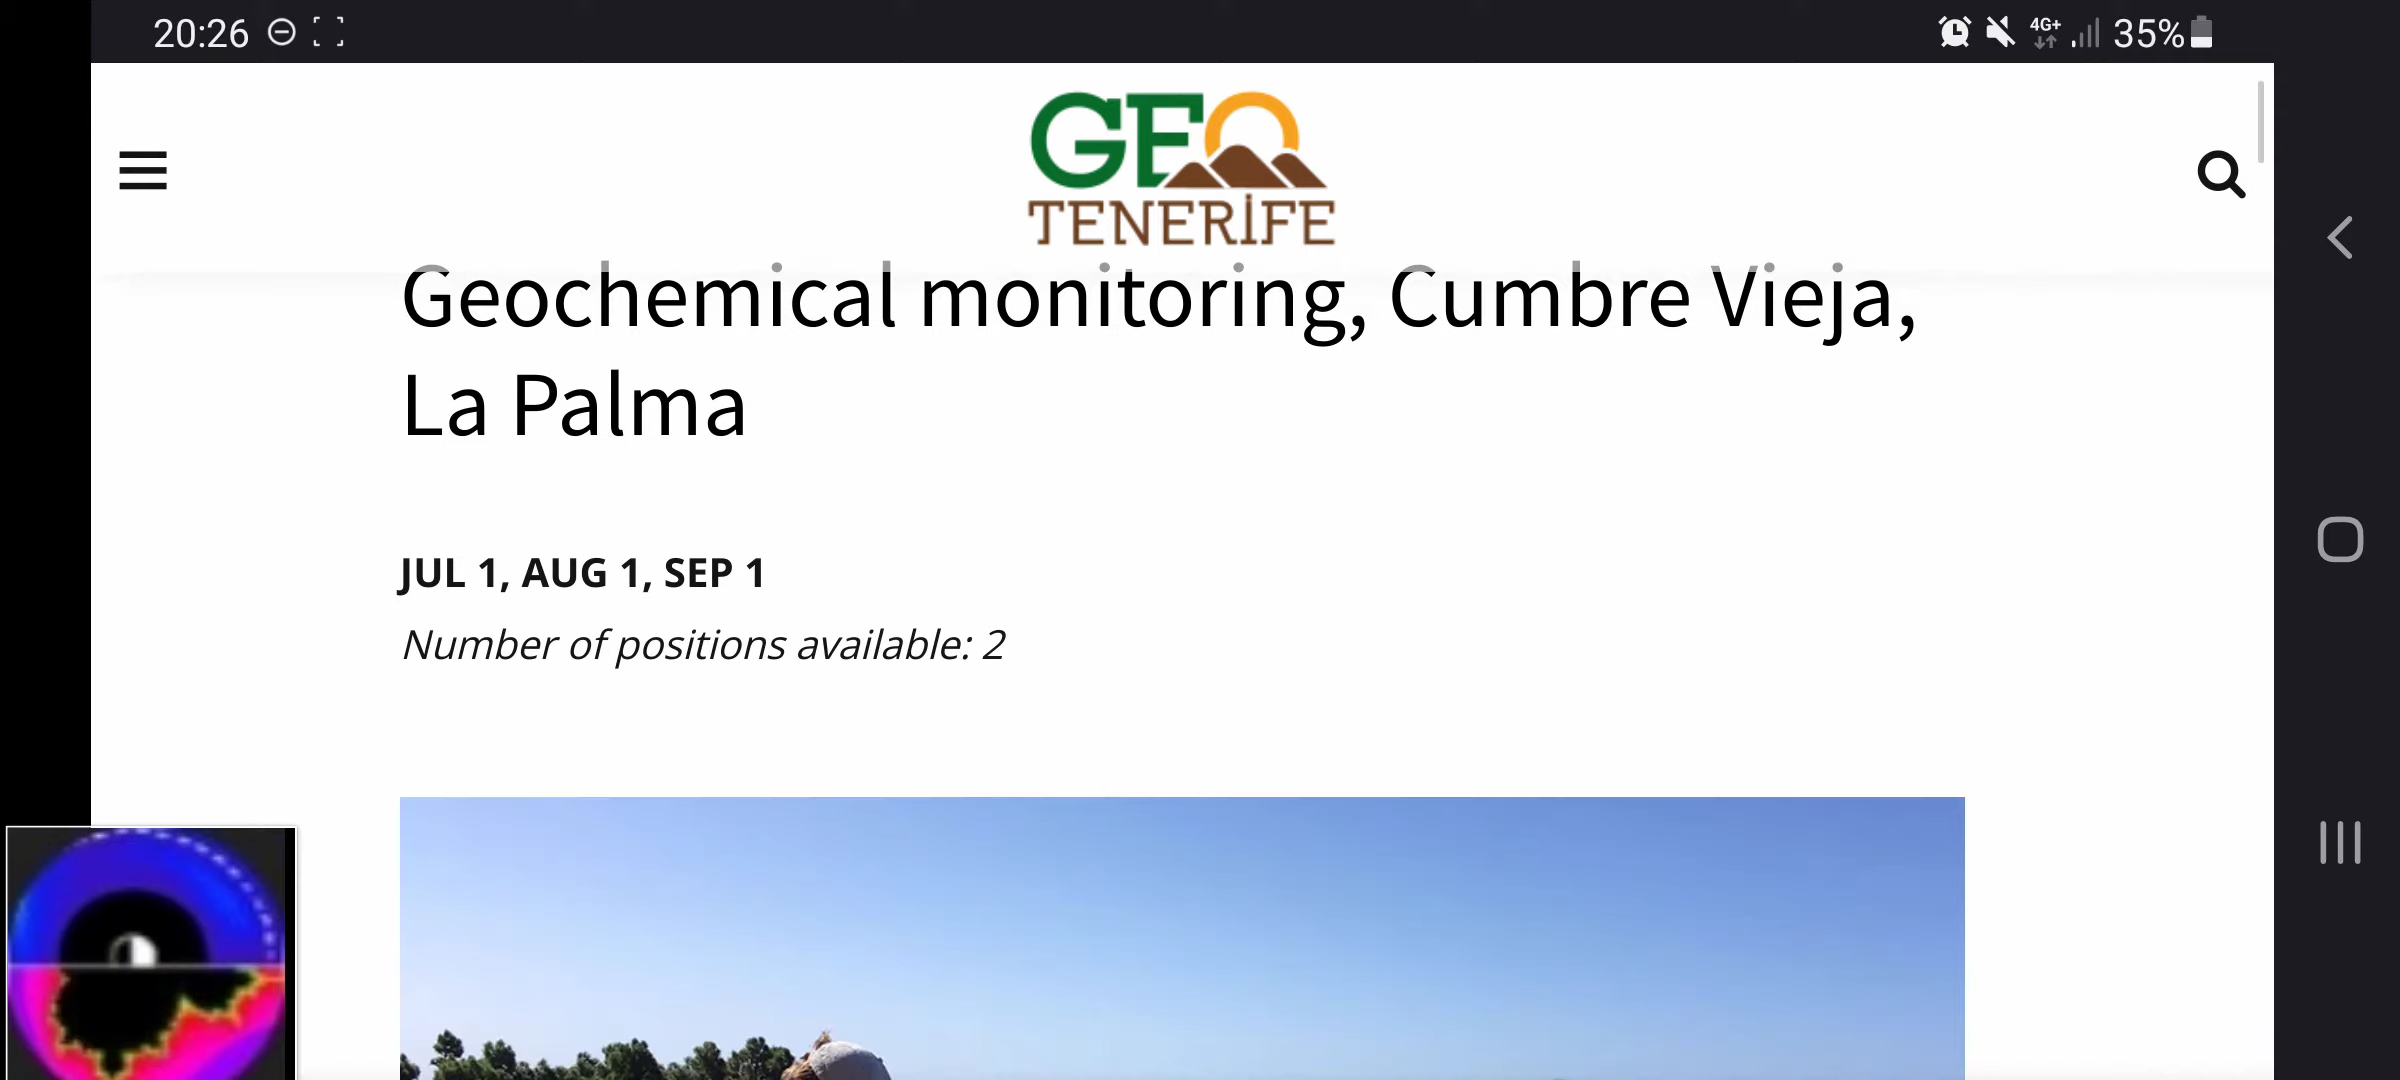 20:26
4G+
35%
GEO
TENERIFE
Geochemical monitoring, Cumbre Vieja,
La Palma
JUL 1, AUG 1, SEP 1
Number of positions available: 2